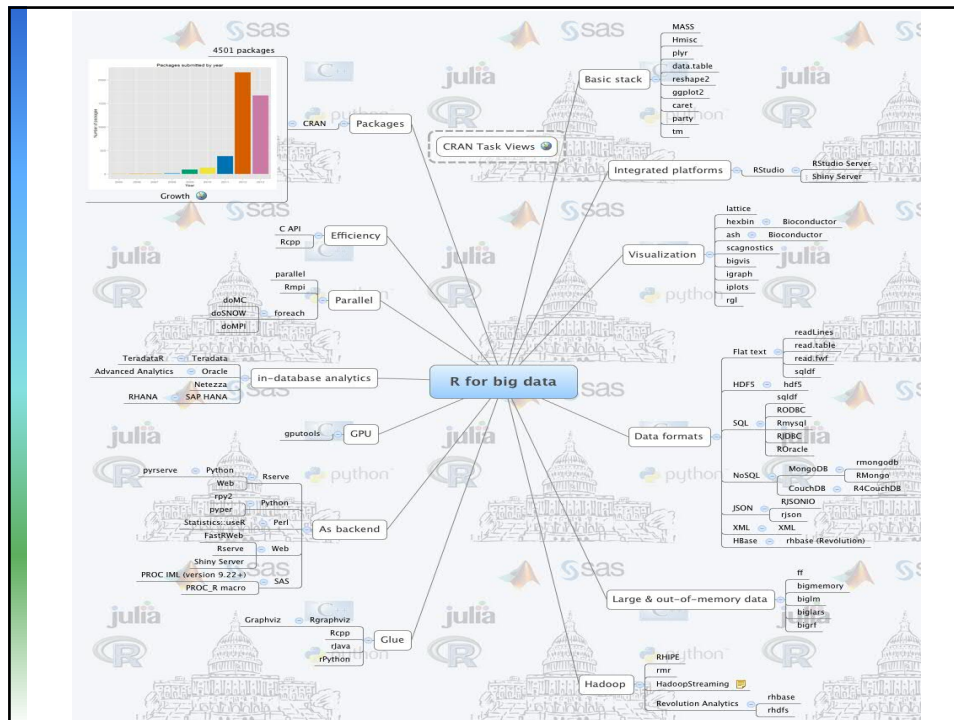 4501 packages
Packages submitted by year
Year
Growth
CRAN
Packages
CRAN Task Views
Basic stack
MASS
Hmisc
plyr
data.table
reshape2
ggplot2
caret
party
tm
Integrated platforms
RStudio
RStudio Server
Shiny Server
Efficiency
C API
Rcpp
Visualization
lattice
hexbin
Bioconductor
ash
Bioconductor
scagnostics
bigvis
igraph
iplots
rgl
Parallel
parallel
Rmpi
foreach
doMC
doSNOW
doMPI
R for big data
in-database analytics
Teradata
TeradataR
Oracle
Advanced Analytics
Netezza
SAP HANA
RHANA
GPU
gputools
Data formats
Flat text
readLines
read.table
read.fwf
sqldf
HDF5
hdf5
SQL
sqldf
RODBC
Rmysql
RJDBC
ROracle
NoSQL
MongoDB
rmongodb
RMongo
CouchDB
R4CouchDB
JSON
RJSONIO
rjson
XML
XML
HBase
rhbase (Revolution)
As backend
Rserve
Python
pyrserve
Web
Python
rpy2
pyper
Perl
Statistics::useR
Web
FastRWeb
Rserve
Shiny Server
SAS
PROC IML (version 9.22+)
PROC_R macro
Large & out-of-memory data
ff
bigmemory
biglm
biglars
bigrf
Glue
Rgraphviz
Graphviz
Rcpp
rJava
rPython
Hadoop
RHIPE
rmr
HadoopStreaming
Revolution Analytics
rhbase
rhdfs
sas
julia
python
R
C++